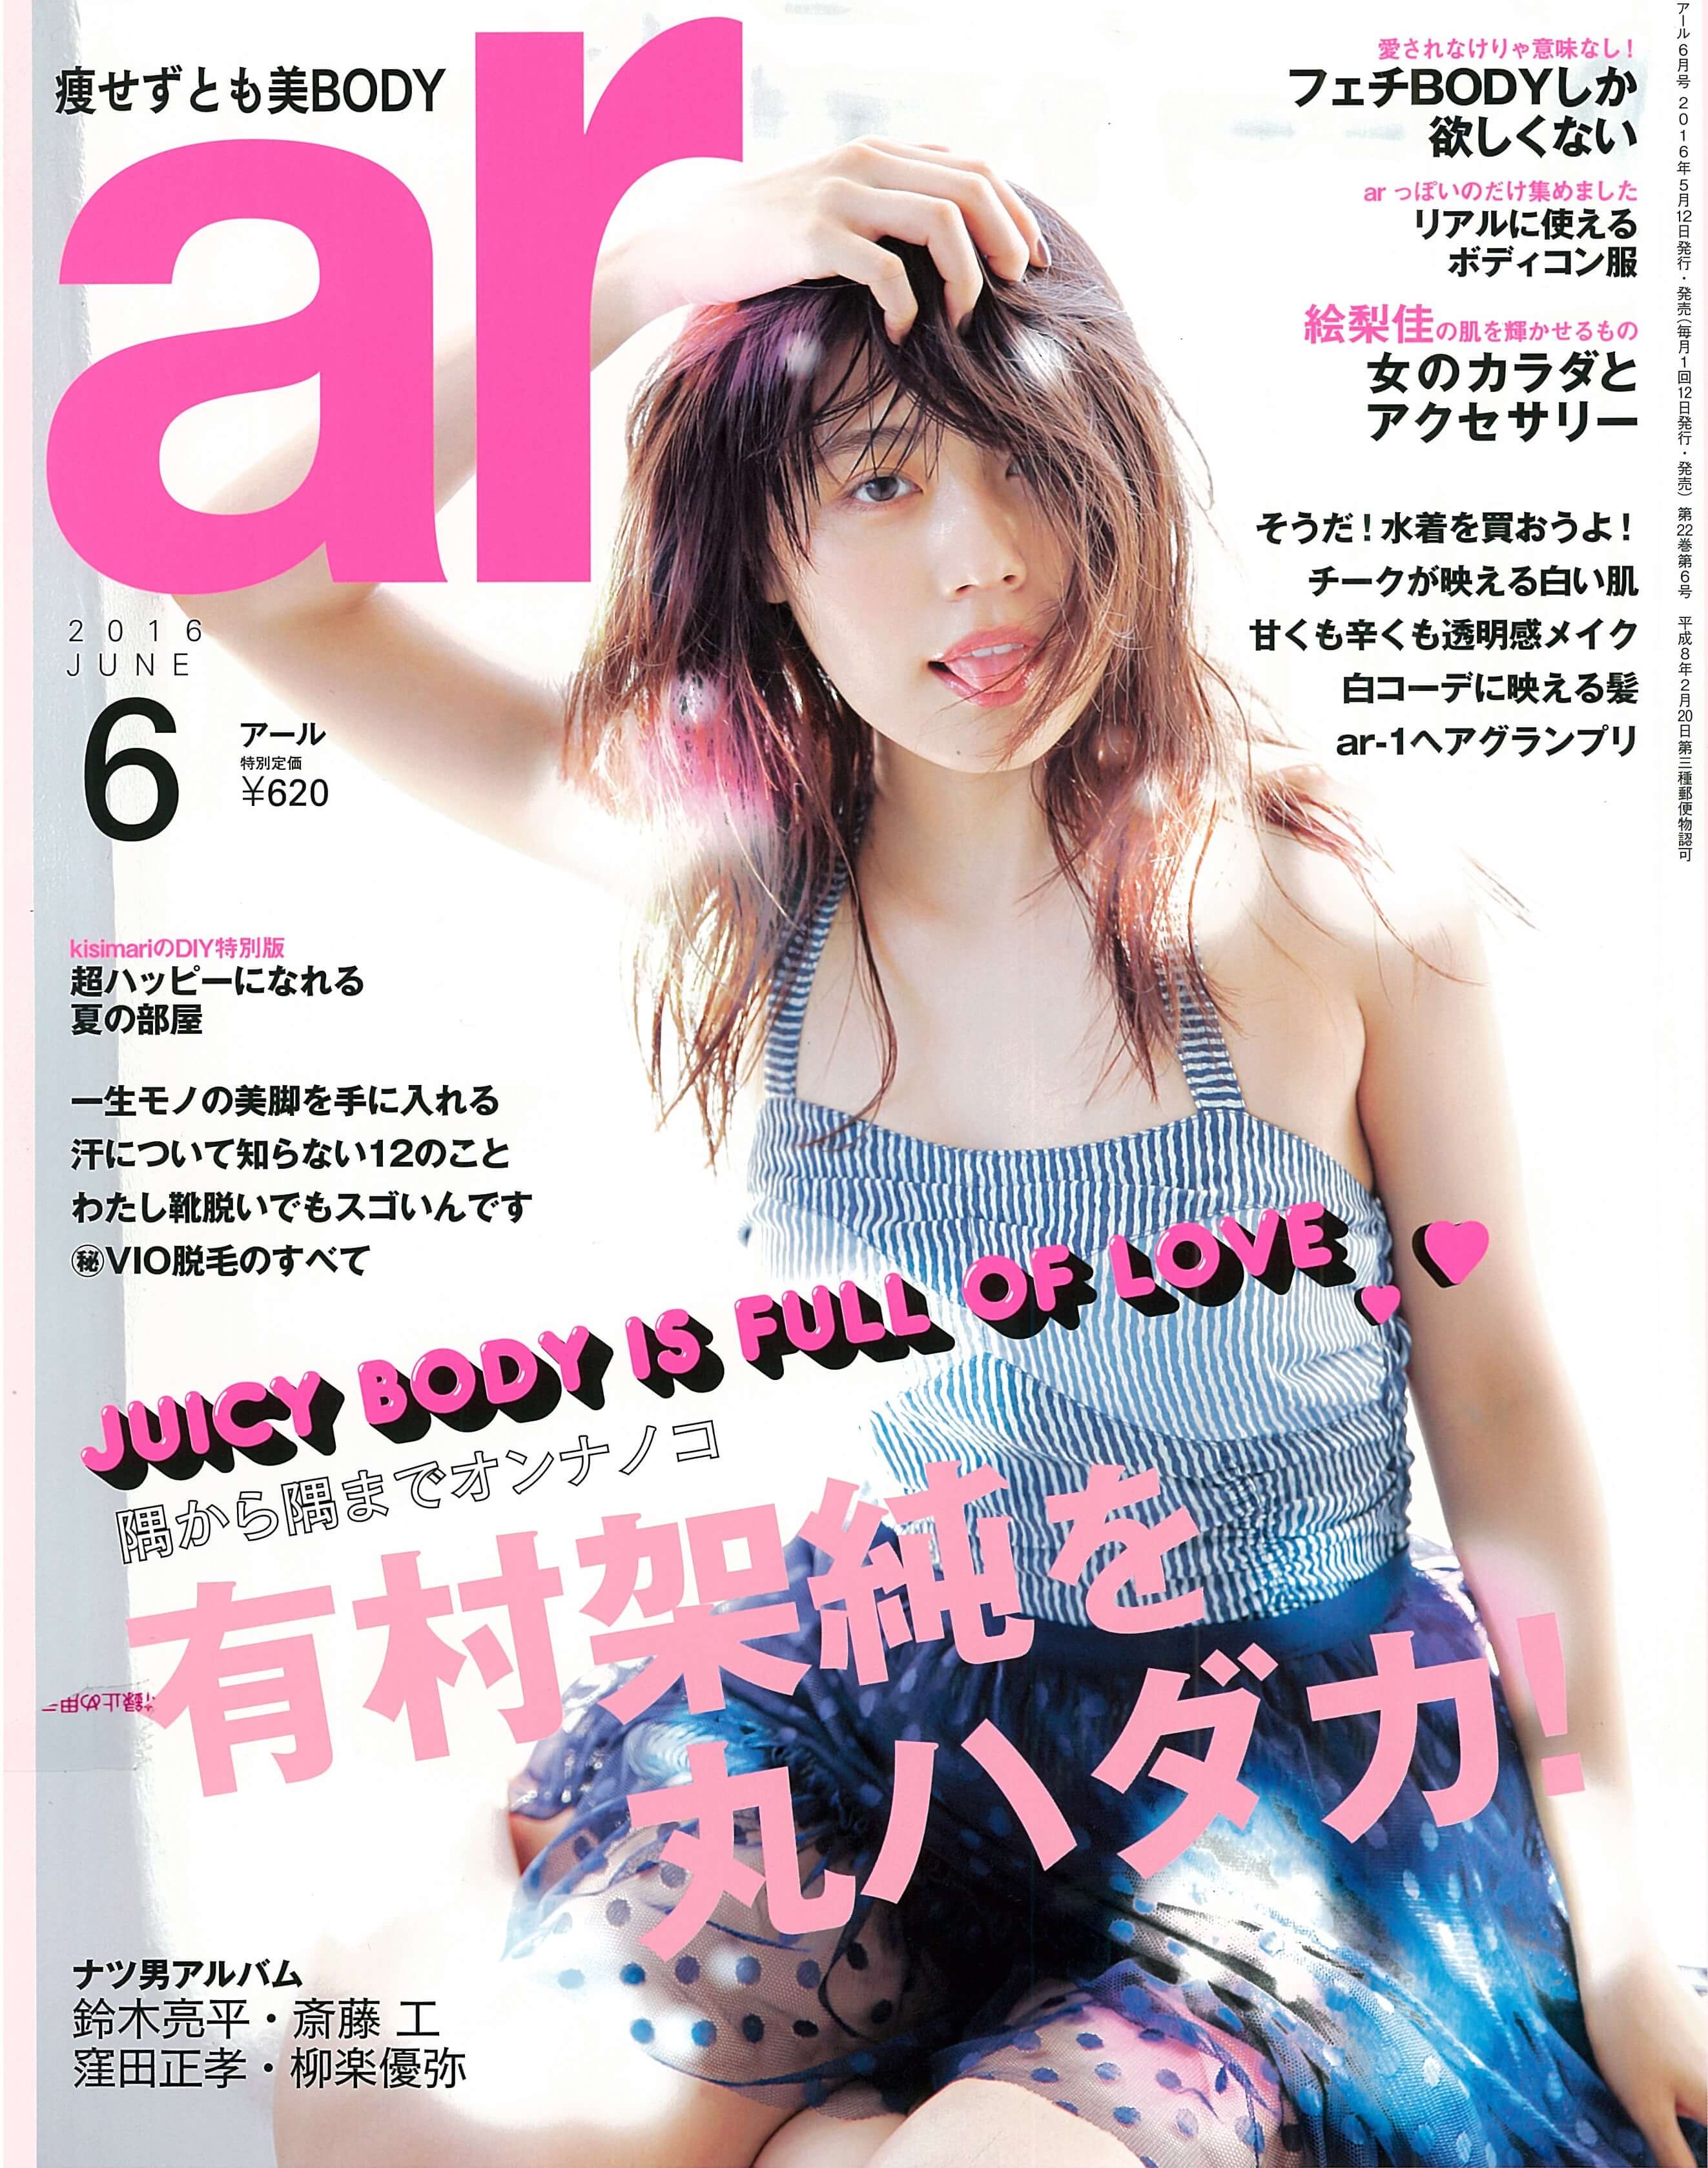 痩せずとも美BODY
ar
2016
JUNE
6
アール
特別定価
¥620
愛されなけりゃ意味なし!
フェチBODYしか
欲しくない
ar っぽいのだけ集めました
リアルに使える
ボディコン服
絵梨佳の肌を輝かせるもの
女のカラダと
アクセサリー
そうだ!水着を買おうよ!
チークが映える白い肌
甘くも辛くも透明感メイク
白コーデに映える髪
ar-1ヘアグランプリ
アール6月号 2016年5月12日発行・発売(毎月1回12日発行・発売) 第22巻第6号 平成8年2月20日第三種郵便物認可
kisimariのDIY特別版
超ハッピーになれる
夏の部屋
一生モノの美脚を手に入れる
汗について知らない12のこと
わたし靴脱いでもスゴいんです
㊙VIO脱毛のすべて
JUICY BODY IS FULL OF LOVE
隅から隅までオンナノコ
有村架純を
丸ハダカ!
ナツ男アルバム
鈴木亮平・斎藤 工
窪田正孝・柳楽優弥